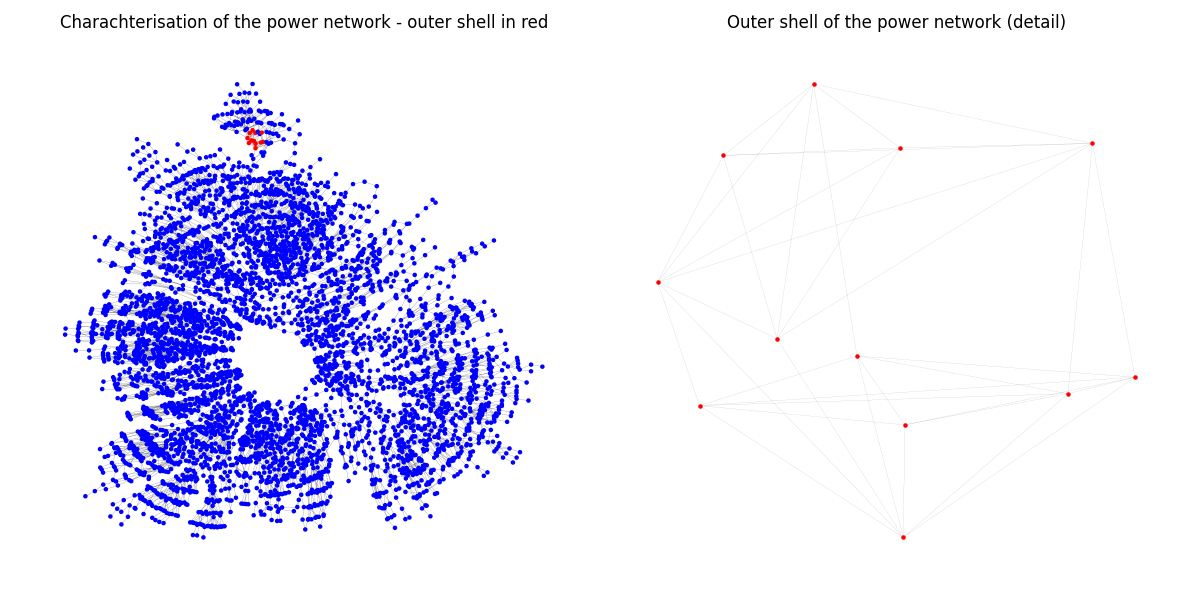 Charachterisation of the power network - outer shell in red
Outer shell of the power network (detail)